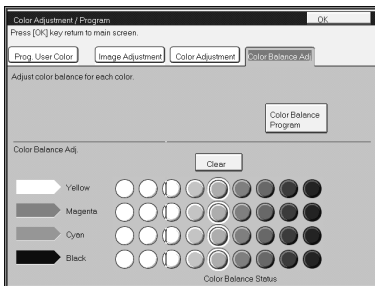 Color Adjustment / Program
OK
Press [OK] key return to main screen.
Prog. User Color
Image Adjustment
Color Adjustment
Color Balance Adj.
Adjust color balance for each color.
Color Balance
Program
Color Balance Adj.
Clear
Yellow
Magenta
Cyan
Black
Color Balance Status